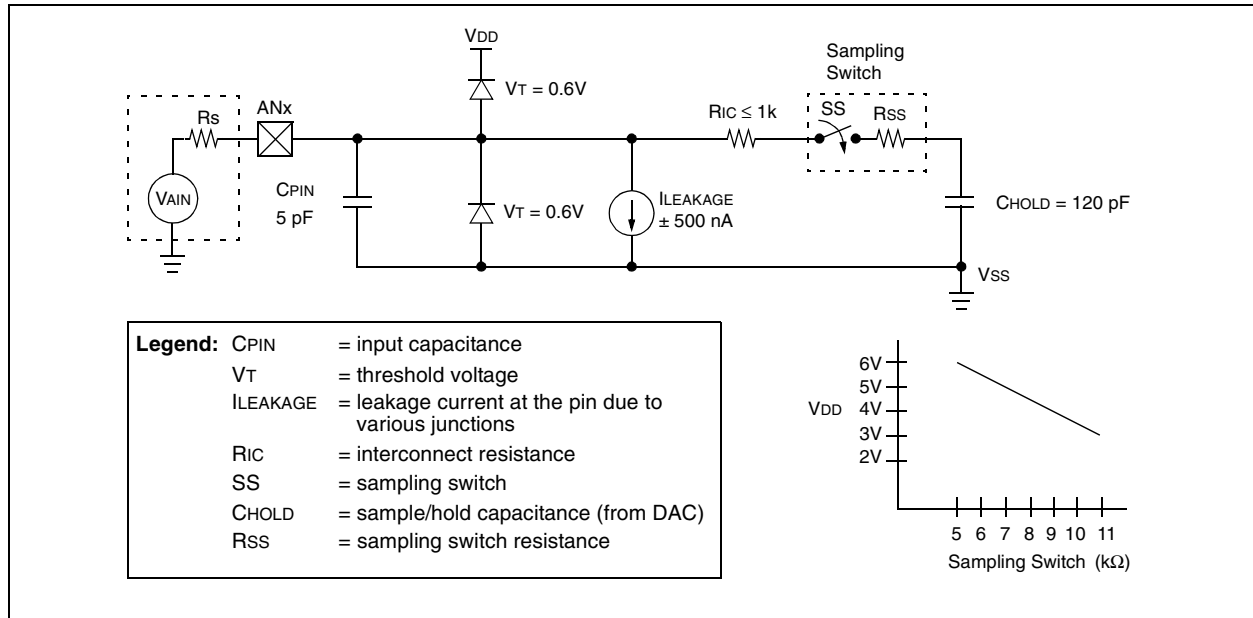 VDD
Sampling
Switch
VT = 0.6V
ANx
Rs
RIC ≤ 1k
SS
RSS
VAIN
CPIN
5 pF
VT = 0.6V
ILEAKAGE
± 500 nA
CHOLD = 120 pF
VSS
Legend: CPIN = input capacitance
VT = threshold voltage
ILEAKAGE = leakage current at the pin due to
various junctions
RIC = interconnect resistance
SS = sampling switch
CHOLD = sample/hold capacitance (from DAC)
RSS = sampling switch resistance
6V
5V
VDD 4V
3V
2V
5 6 7 8 9 10 11
Sampling Switch (kΩ)